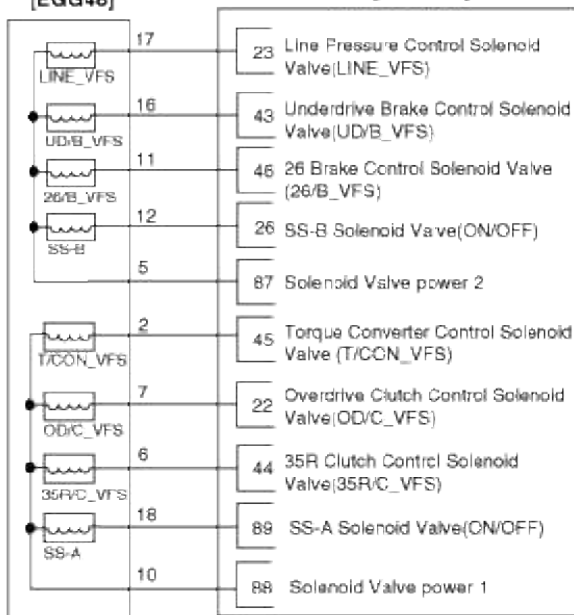 [EGG48]
17
LINE_VFS
23 Line Pressure Control Solenoid
Valve(LINE_VFS)
16
UD/B_VFS
43 Underdrive Brake Control Solenoid
Valve(UD/B_VFS)
11
26/B_VFS
46 26 Brake Control Solenoid Valve
(26/B_VFS)
12
SS-B
26 SS-B Solenoid Valve(ON/OFF)
5
87 Solenoid Valve power 2
2
T/CON_VFS
45 Torque Converter Control Solenoid
Valve (T/CON_VFS)
7
OD/C_VFS
22 Overdrive Clutch Control Solenoid
Valve(OD/C_VFS)
6
35R/C_VFS
44 35R Clutch Control Solenoid
Valve(35R/C_VFS)
18
SS-A
89 SS-A Solenoid Valve(ON/OFF)
10
88 Solenoid Valve power 1